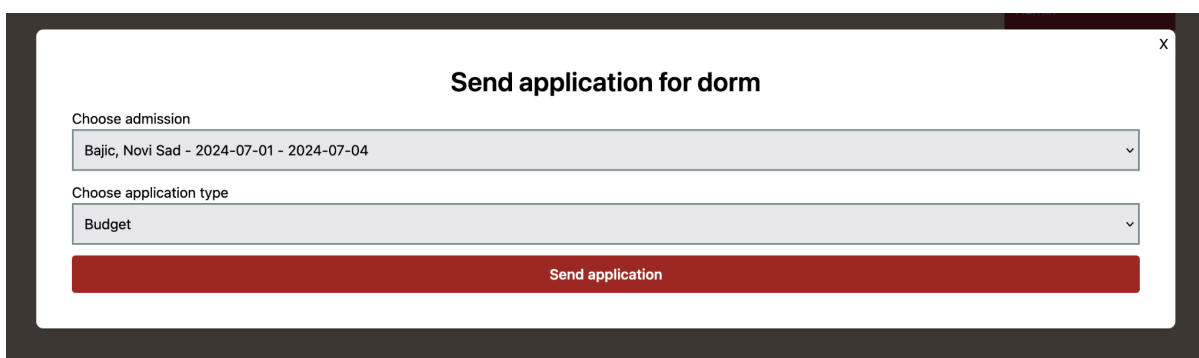 X
Send application for dorm
Choose admission
Bajic, Novi Sad - 2024-07-01 - 2024-07-04
Choose application type
Budget
Send application